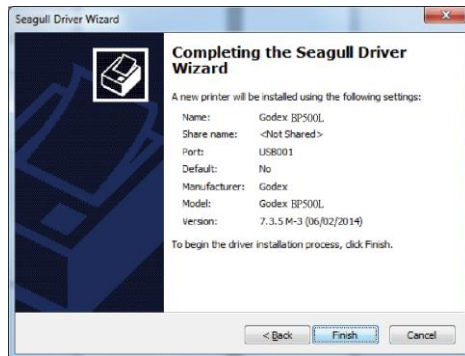 Seagull Driver Wizard
Completing the Seagull Driver
Wizard
A new printer will be installed using the following settings:
Name: Godex BP500L
Share name: <Not Shared>
Port: USB001
Default: No
Manufacturer: Godex
Model: Godex BP500L
Version: 7.3.5 M-3 (06/02/2014)
To begin the driver installation process, click Finish.
< Back Finish Cancel